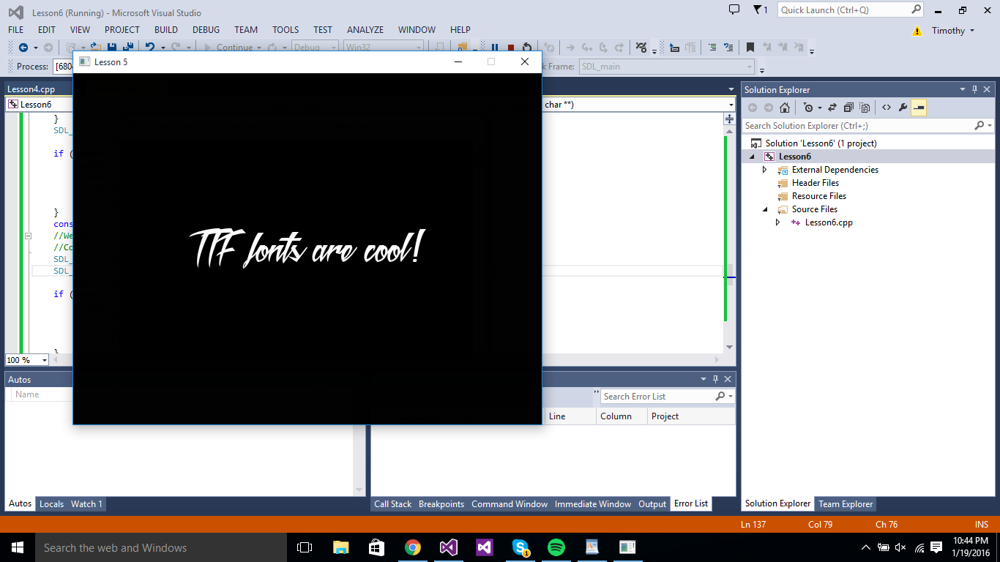 Lesson6 (Running) - Microsoft Visual Studio
1
Quick Launch (Ctrl+Q)
FILE EDIT VIEW PROJECT BUILD DEBUG TEAM TOOLS TEST ANALYZE WINDOW HELP
Timothy
Continue Debug Win32
Process: [680 k Frame: SDL_main
Lesson 5
Lesson4.cpp
Lesson6 char **)
}
SDL_
if (
}
cons
//We
//Co
SDL_
SDL_
if (
}
TTF fonts are cool!
100 %
Solution Explorer
Search Solution Explorer (Ctrl+;)
Solution 'Lesson6' (1 project)
Lesson6
External Dependencies
Header Files
Resource Files
Source Files
Lesson6.cpp
Autos
Name
"
Search Error List
Line Column Project
Autos Locals Watch 1
Call Stack Breakpoints Command Window Immediate Window Output Error List
Solution Explorer Team Explorer
Ln 137 Col 79 Ch 76 INS
Search the web and Windows
1
10:44 PM
1/19/2016